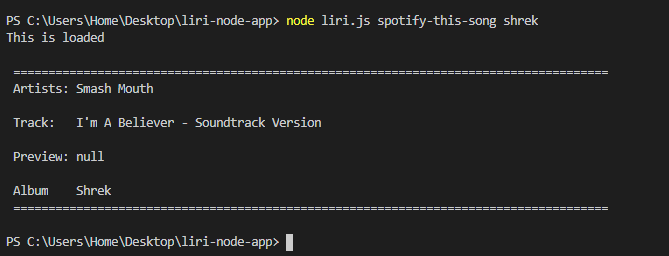 PS C:\Users\Home\Desktop\liri-node-app> node liri.js spotify-this-song shrek
This is loaded
=====================================================================================
Artists: Smash Mouth
Track:   I'm A Believer - Soundtrack Version
Preview: null
Album    Shrek
=====================================================================================
PS C:\Users\Home\Desktop\liri-node-app>